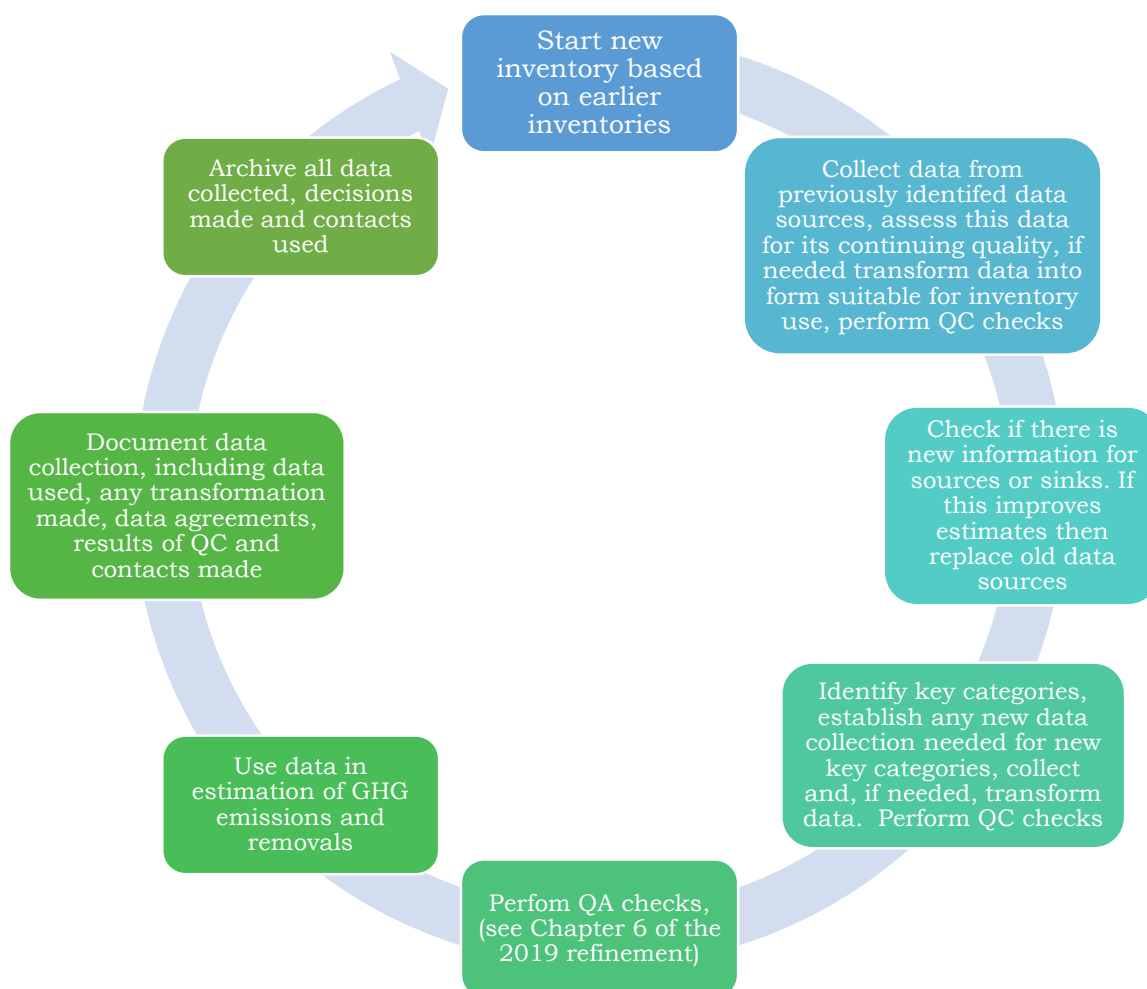 Start new
inventory based
on earlier
inventories
Collect data from
previously identifed data
sources, assess this data
for its continuing quality, if
needed transform data into
form suitable for inventory
use, perform QC checks
Check if there is
new information for
sources or sinks. If
this improves
estimates then
replace old data
sources
Identify key categories,
establish any new data
collection needed for new
key categories, collect
and, if needed, transform
data.  Perform QC checks
Perfom QA checks,
(see Chapter 6 of the
2019 refinement)
Use data in
estimation of GHG
emissions and
removals
Document data
collection, including data
used, any transformation
made, data agreements,
results of QC and
contacts made
Archive all data
collected, decisions
made and contacts
used